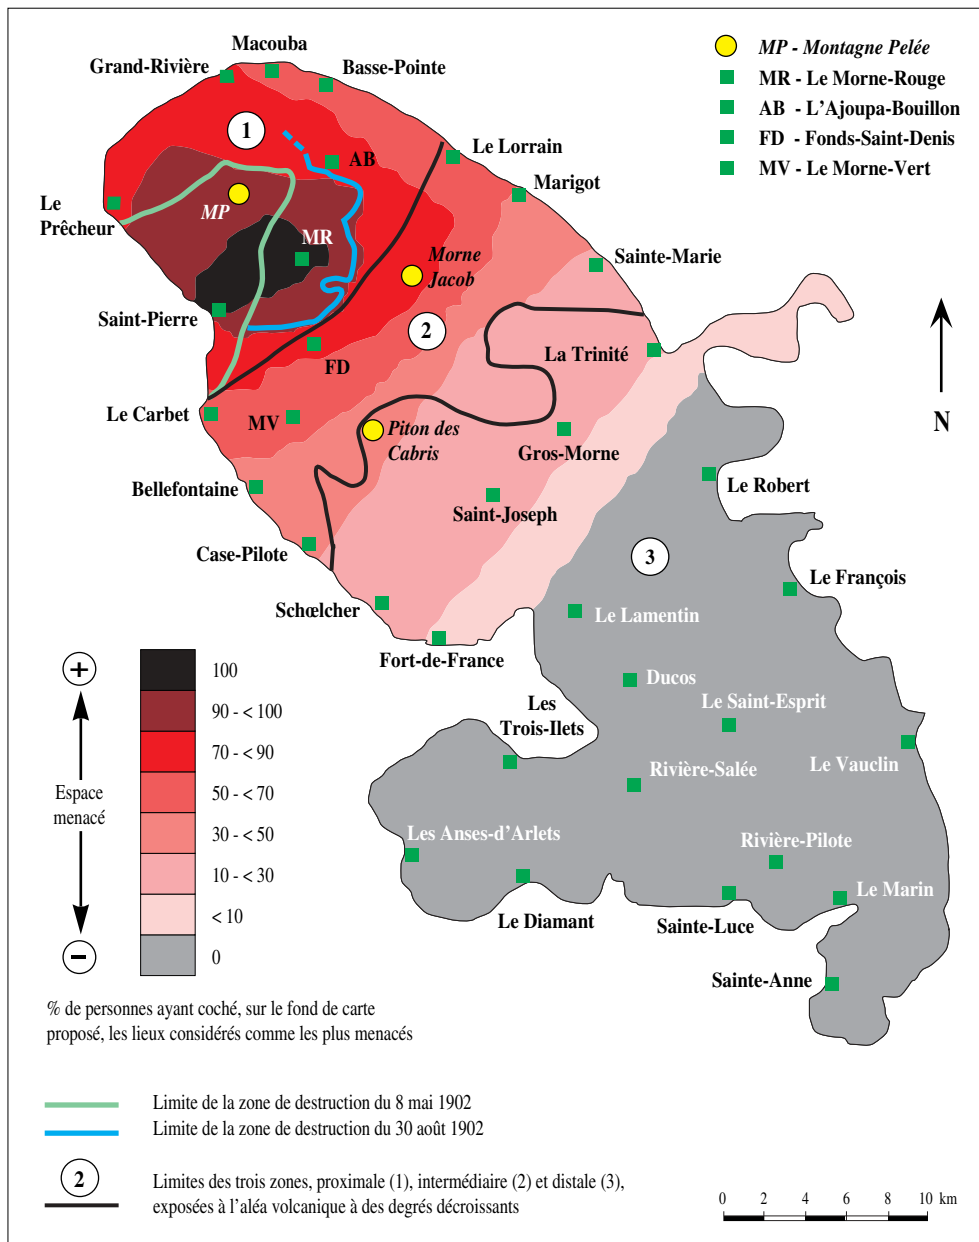 Macouba
Grand-Rivière
Basse-Pointe
MP - Montagne Pelée
MR - Le Morne-Rouge
AB - L'Ajoupa-Bouillon
FD - Fonds-Saint-Denis
MV - Le Morne-Vert
1
AB
Le Lorrain
Marigot
Le
Prêcheur
MP
MR
Morne
Jacob
Sainte-Marie
Saint-Pierre
2
FD
La Trinité
N
Le Carbet
MV
Piton des
Cabris
Gros-Morne
Bellefontaine
Le Robert
Saint-Joseph
Case-Pilote
3
Le François
Schœlcher
Le Lamentin
Fort-de-France
Ducos
Les
Trois-Ilets
Le Saint-Esprit
Le Vauclin
Rivière-Salée
Les Anses-d'Arlets
Rivière-Pilote
Le Marin
Le Diamant
Sainte-Luce
Sainte-Anne
+
Espace
menacé
−
100
90 - < 100
70 - < 90
50 - < 70
30 - < 50
10 - < 30
< 10
0
% de personnes ayant coché, sur le fond de carte
proposé, les lieux considérés comme les plus menacés
Limite de la zone de destruction du 8 mai 1902
Limite de la zone de destruction du 30 août 1902
2
Limites des trois zones, proximale (1), intermédiaire (2) et distale (3),
exposées à l'aléa volcanique à des degrés décroissants
0 2 4 6 8 10 km